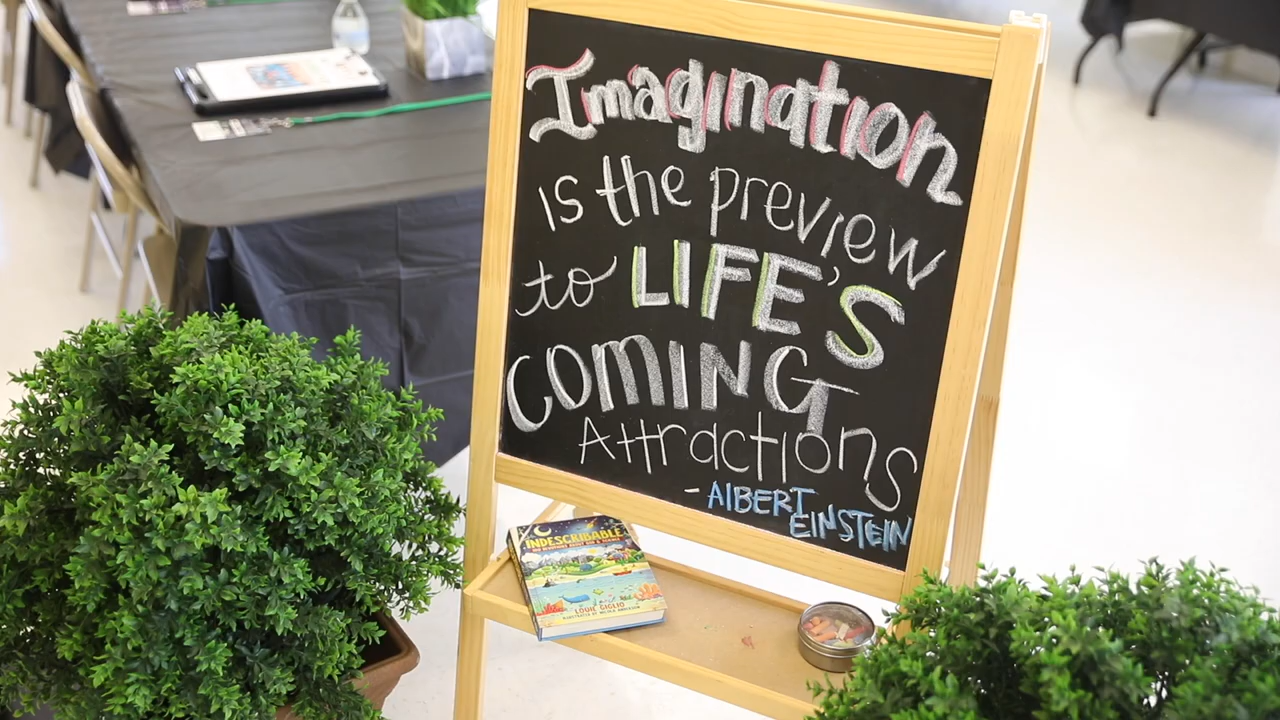 Imagination
is the preview
to LIFE'S
COMING
Attractions
- AlBERT
EINSTEIN
INDESCRIBABLE
LOUIE GIGLIO